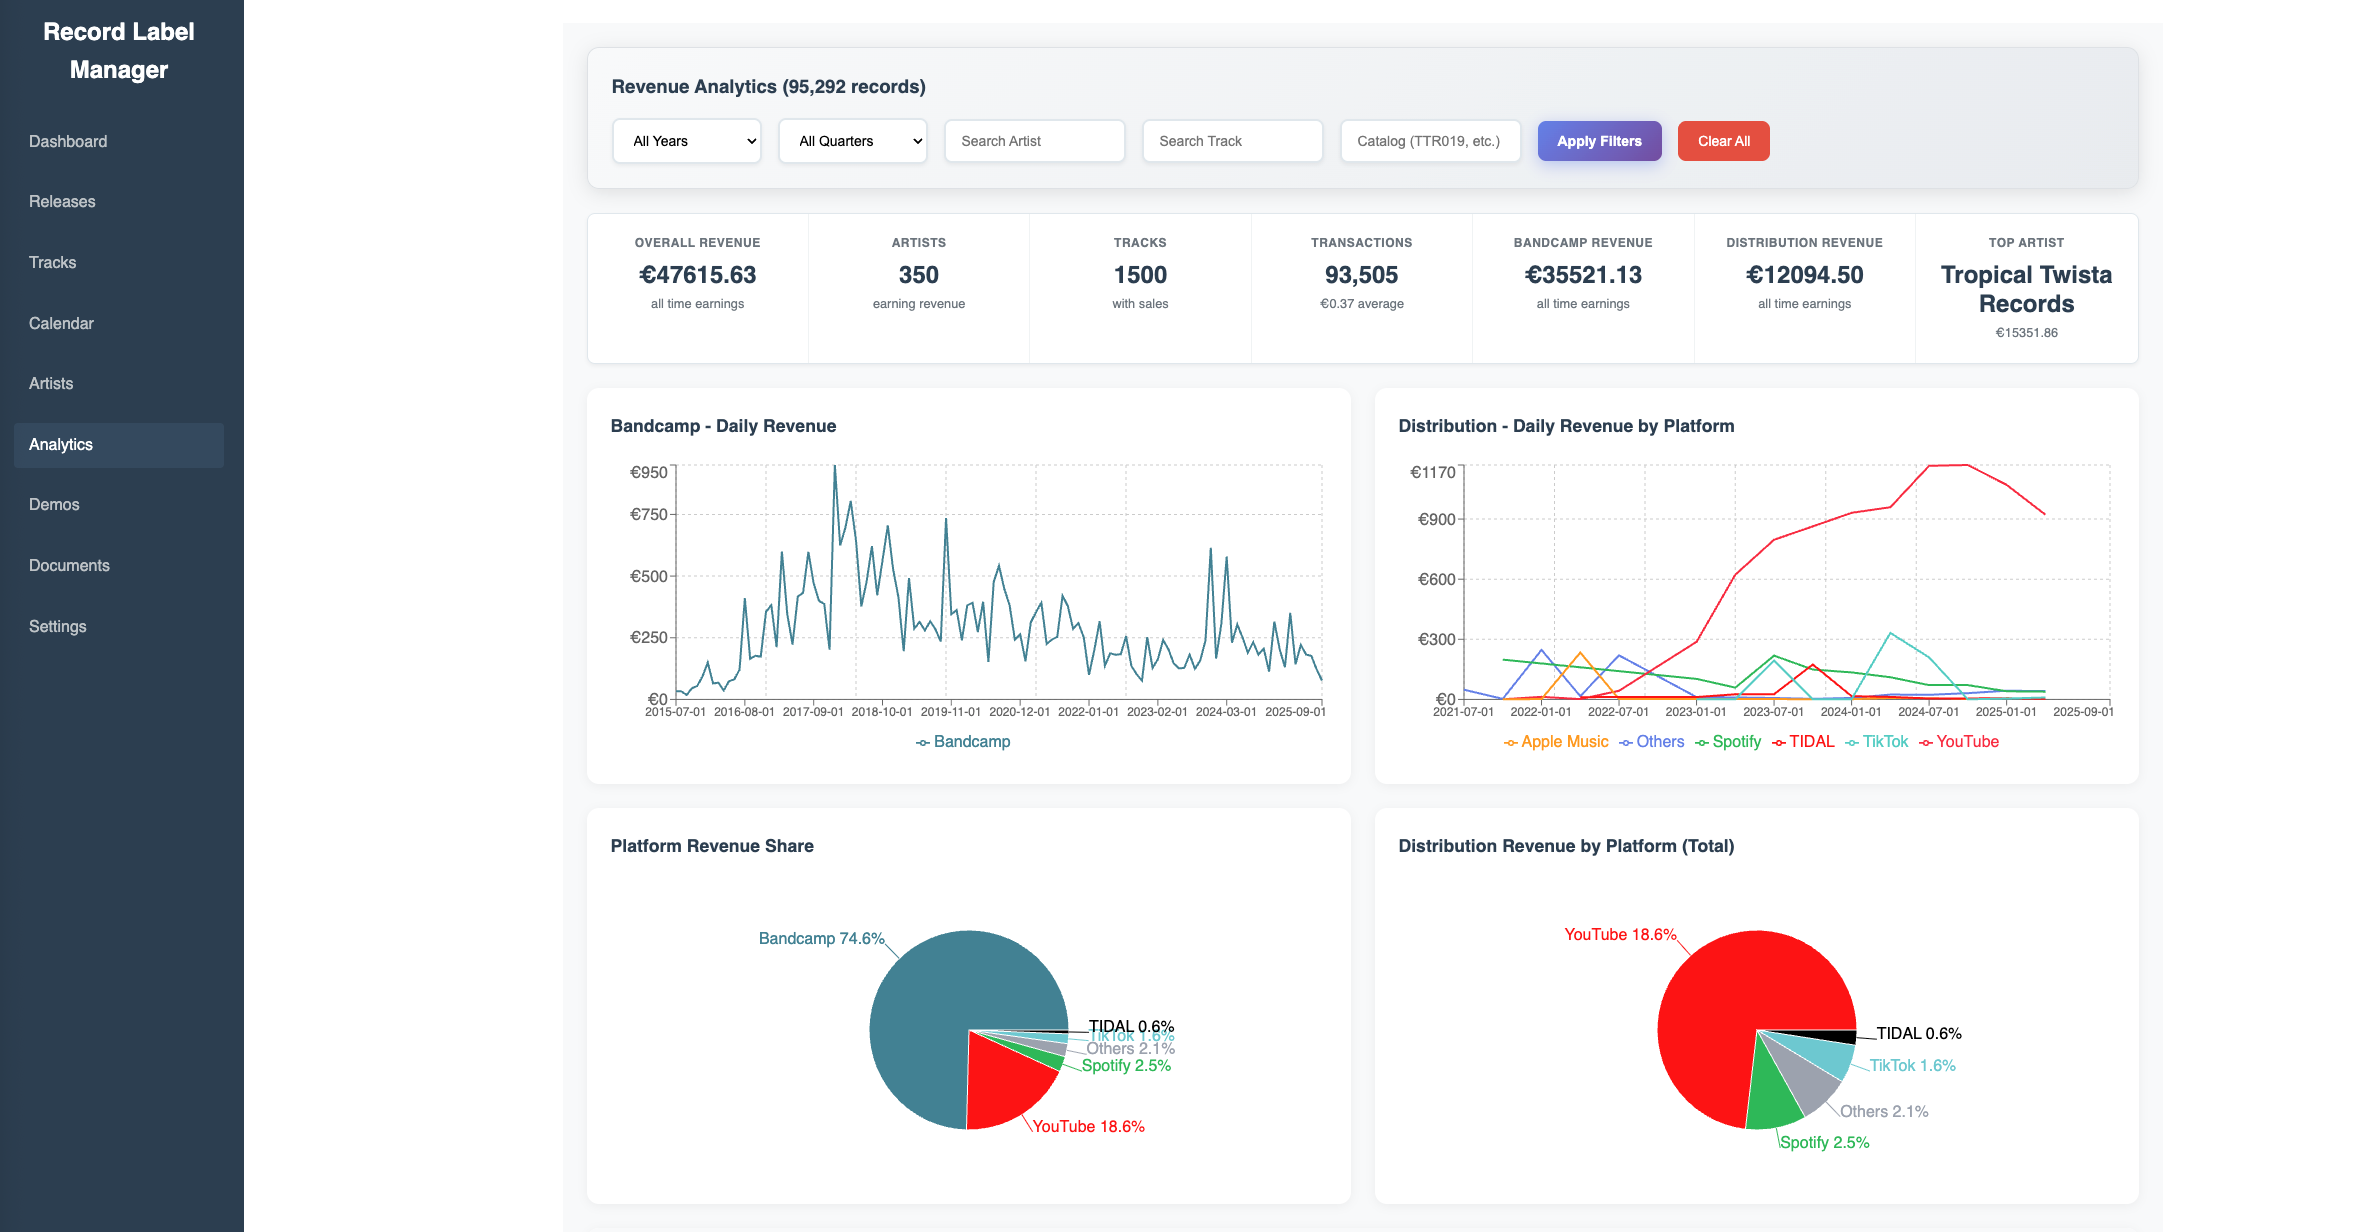 Record Label
Manager
Dashboard
Releases
Tracks
Calendar
Artists
Analytics
Demos
Documents
Settings
Revenue Analytics (95,292 records)
All Years
All Quarters
Search Artist
Search Track
Catalog (TTR019, etc.)
Apply Filters
Clear All
OVERALL REVENUE
€47615.63
all time earnings
ARTISTS
350
earning revenue
TRACKS
1500
with sales
TRANSACTIONS
93,505
€0.37 average
BANDCAMP REVENUE
€35521.13
all time earnings
DISTRIBUTION REVENUE
€12094.50
all time earnings
TOP ARTIST
Tropical Twista
Records
€15351.86
Bandcamp - Daily Revenue
€950
€750
€500
€250
€0
2015-07-01 2016-08-01 2017-09-01 2018-10-01 2019-11-01 2020-12-01 2022-01-01 2023-02-01 2024-03-01 2025-09-01
Bandcamp
Distribution - Daily Revenue by Platform
€1170
€900
€600
€300
€0
2021-07-01 2022-01-01 2022-07-01 2023-01-01 2023-07-01 2024-01-01 2024-07-01 2025-01-01 2025-09-01
Apple Music Others Spotify TIDAL TikTok YouTube
Platform Revenue Share
Bandcamp 74.6%
TIDAL 0.6%
TikTok 1.6%
Others 2.1%
Spotify 2.5%
YouTube 18.6%
Distribution Revenue by Platform (Total)
YouTube 18.6%
TIDAL 0.6%
TikTok 1.6%
Others 2.1%
Spotify 2.5%